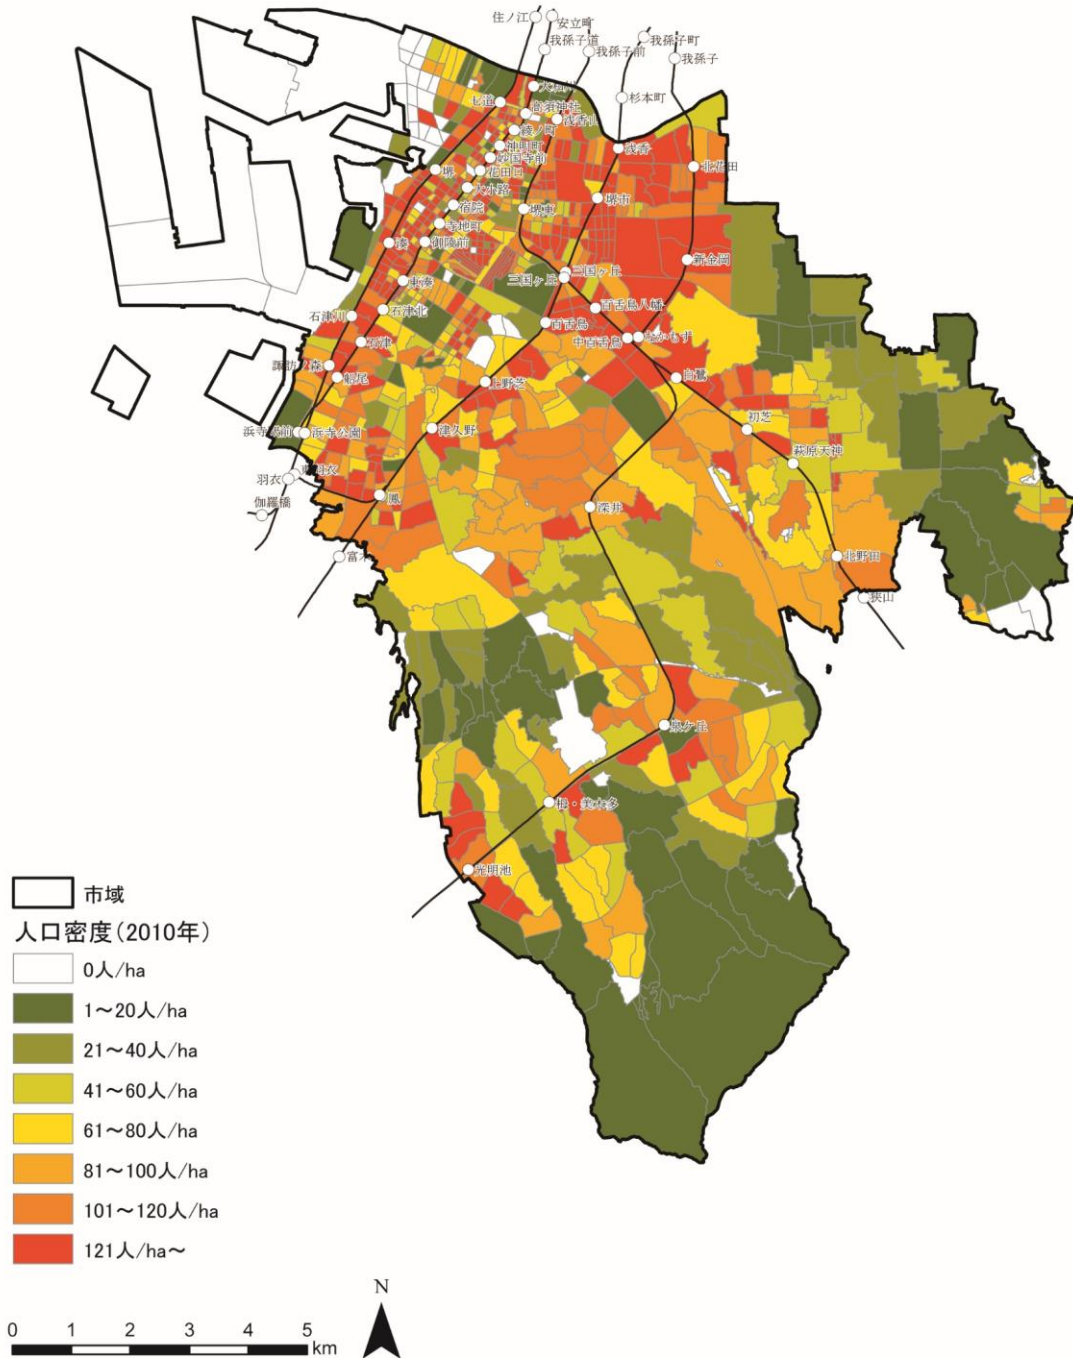 住ノ江
安立町
我孫子道
我孫子前
我孫子町
我孫子
杉本町
七道
高須神社
浅香山
綾ノ町
神明町
妙国寺前
浅香
北花田
堺
花田口
大小路
堺市
宿院
堺東
寺地町
湊
御陵前
新金岡
三国ヶ丘
三国ヶ丘
東湊
石津北
百舌鳥八幡
石津川
百舌鳥
中百舌鳥
なかもず
石津
諏訪ノ森
船尾
上野芝
白鷺
初芝
浜寺公園
津久野
萩原天神
羽衣
鳳
伽羅橋
深井
富木
北野田
狭山
泉ケ丘
栂・美木多
光明池
市域
人口密度(2010年)
0人/ha
1～20人/ha
21～40人/ha
41～60人/ha
61～80人/ha
81～100人/ha
101～120人/ha
121人/ha～
N
0 1 2 3 4 5
km